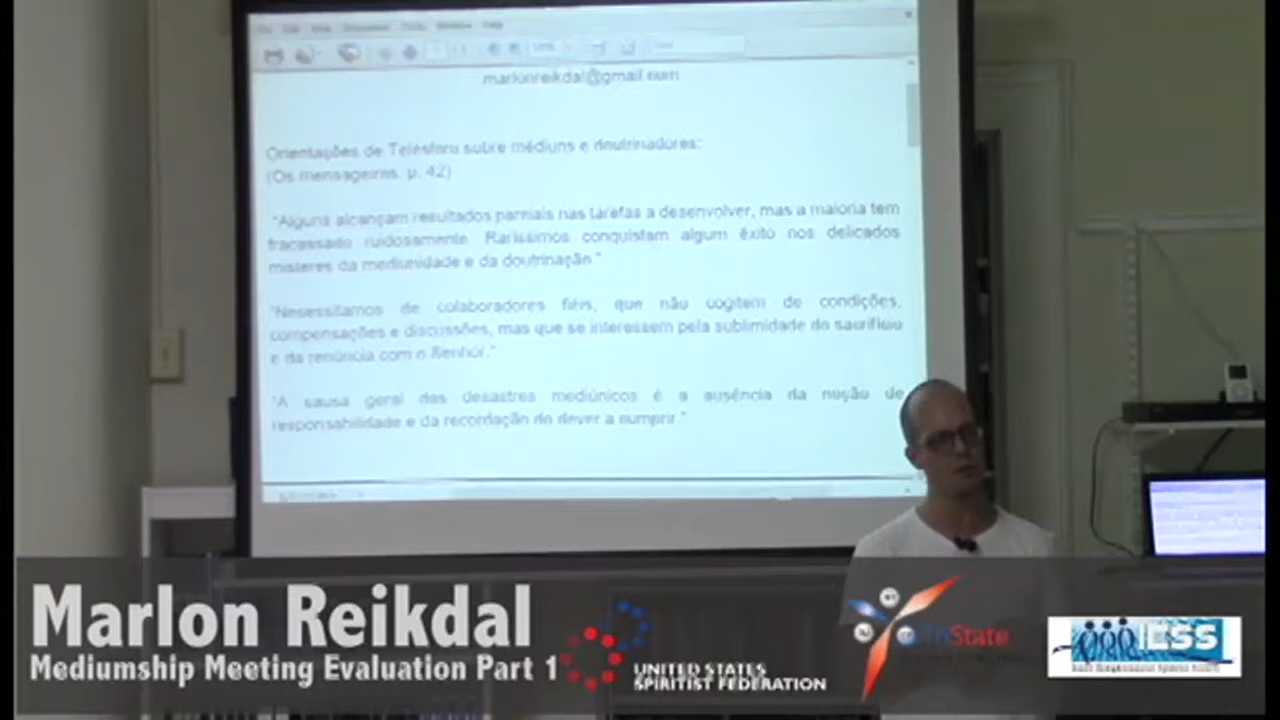 marlonreikdal@gmail.com
Orientações de Telésforo sobre médiuns e doutrinadores:
(Os mensageiros, p. 42)
"Alguns alcançam resultados parciais nas tarefas a desenvolver, mas a maioria tem
fracassado ruidosamente. Raríssimos conquistam algum êxito nos delicados
misteres da mediunidade e da doutrinação."
"Necessitamos de colaboradores fiéis, que não cogitem de condições,
compensações e discussões, mas que se interessem pela sublimidade do sacrifício
e da renúncia com o Senhor."
"A causa geral dos desastres mediúnicos é a ausência da noção de
responsabilidade e da recordação do dever a cumprir."
Marlon Reikdal
Mediumship Meeting Evaluation Part 1
UNITED STATES
SPIRITIST FEDERATION
State
ESS